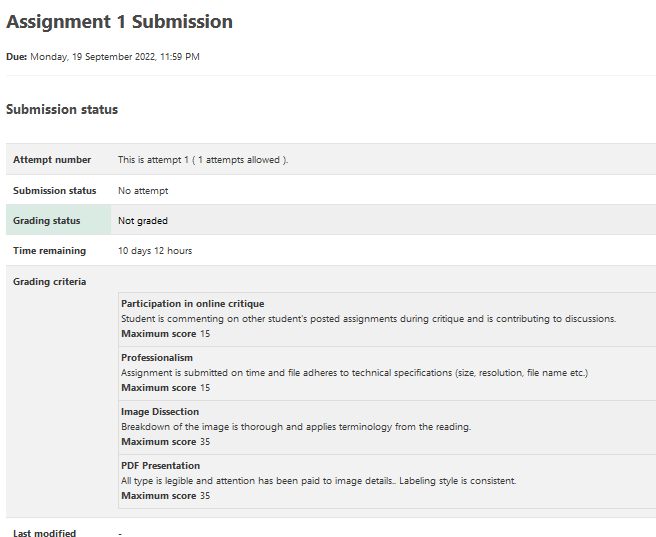 Assignment 1 Submission
Due: Monday, 19 September 2022, 11:59 PM
Submission status
Attempt number This is attempt 1 ( 1 attempts allowed ).
Submission status No attempt
Grading status Not graded
Time remaining 10 days 12 hours
Grading criteria
Participation in online critique
Student is commenting on other student's posted assignments during critique and is contributing to discussions.
Maximum score 15
Professionalism
Assignment is submitted on time and file adheres to technical specifications (size, resolution, file name etc.)
Maximum score 15
Image Dissection
Breakdown of the image is thorough and applies terminology from the reading.
Maximum score 35
PDF Presentation
All type is legible and attention has been paid to image details.. Labeling style is consistent.
Maximum score 35
Last modified -